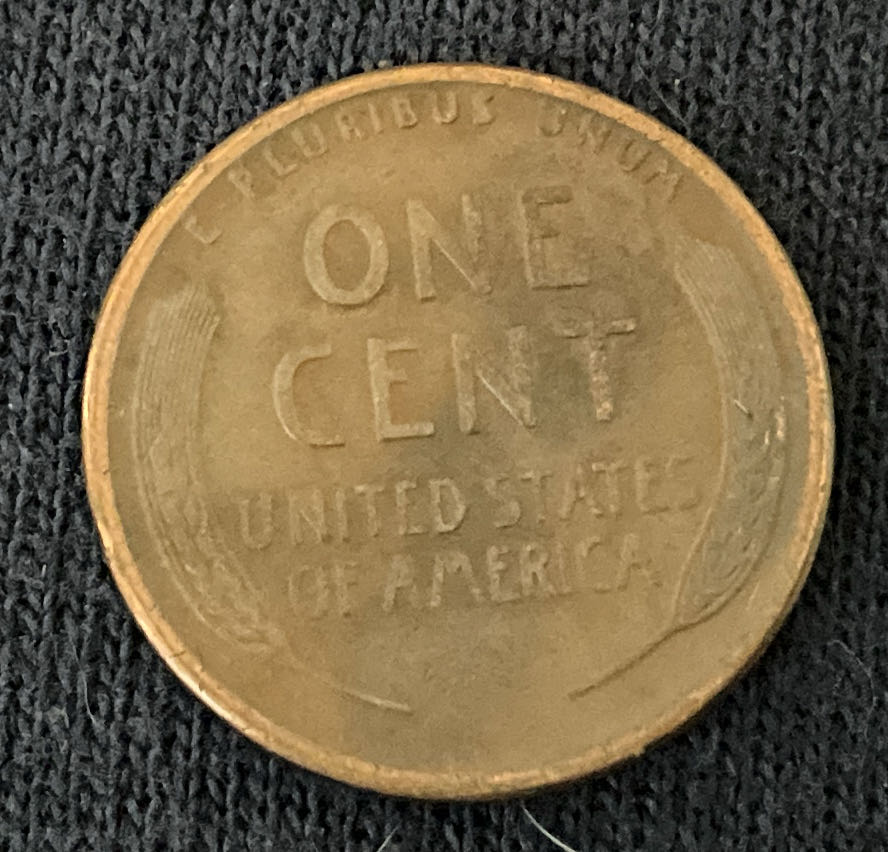 E PLURIBUS UNUM
ONE
CENT
UNITED STATES
OF AMERICA